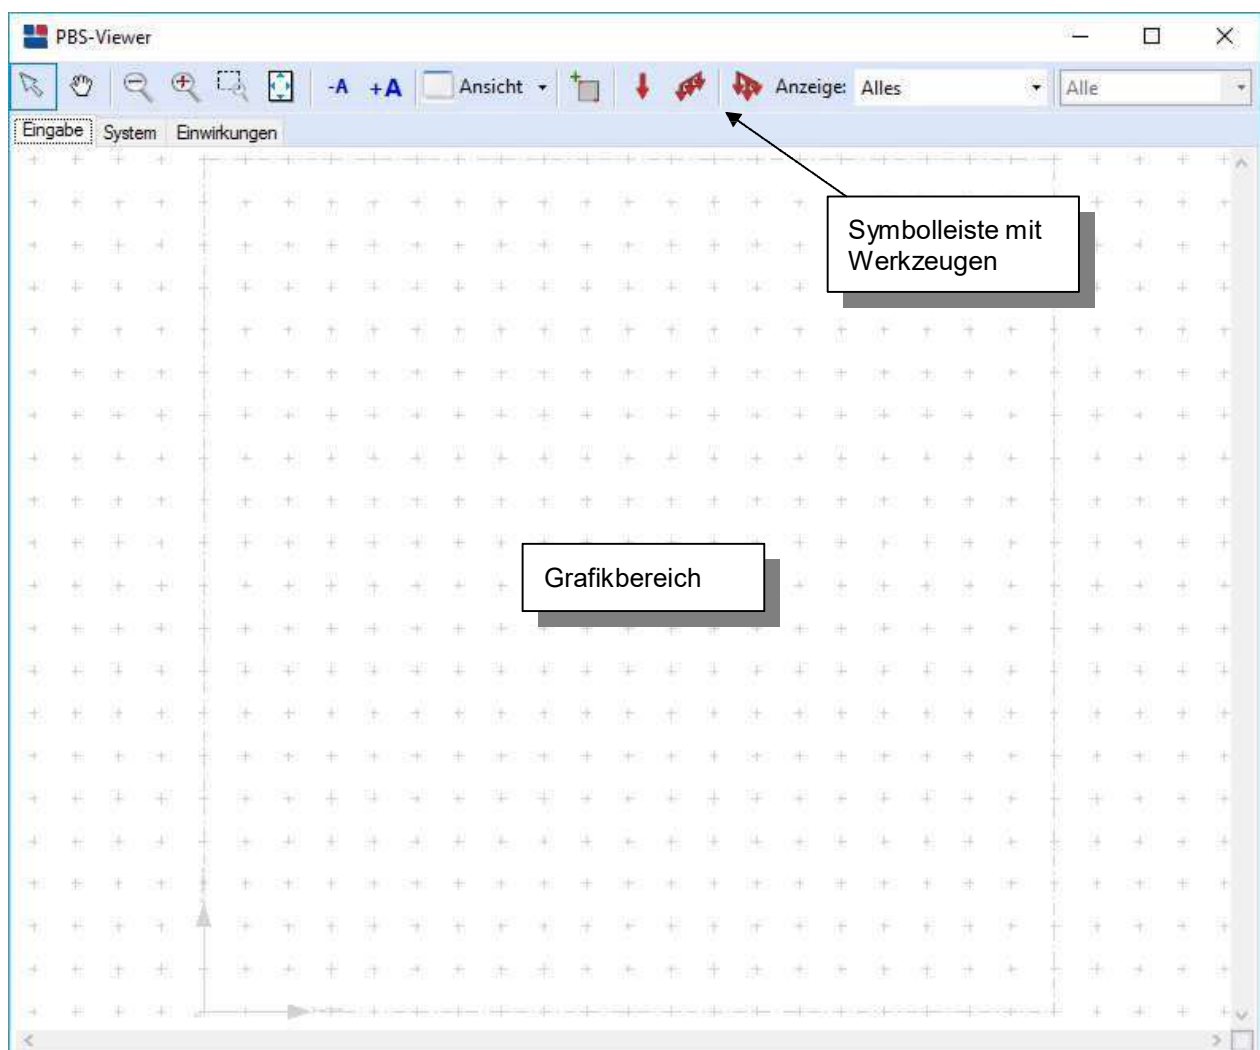 PBS-Viewer
-A +A Ansicht Anzeige: Alles Alle
Eingabe System Einwirkungen
Symbolleiste mit
Werkzeugen
Grafikbereich